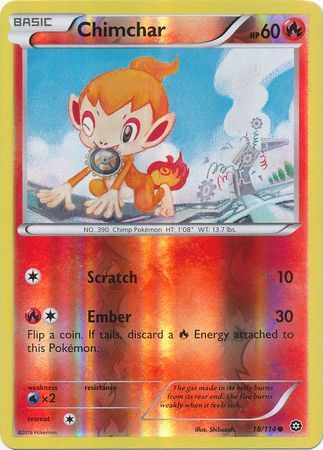 BASIC
Chimchar HP60
NO. 390 Chimp Pokémon HT: 1'08" WT: 13.7 lbs.
Scratch 10
Ember 30
Flip a coin. If tails, discard a Energy attached to
this Pokémon.
weakness resistance
×2
retreat
The gas made in its belly burns
from its rear end. The fire burns
weakly when it feels sick.
©2016 Pokémon
Illus. Shibuzoh. 18/114